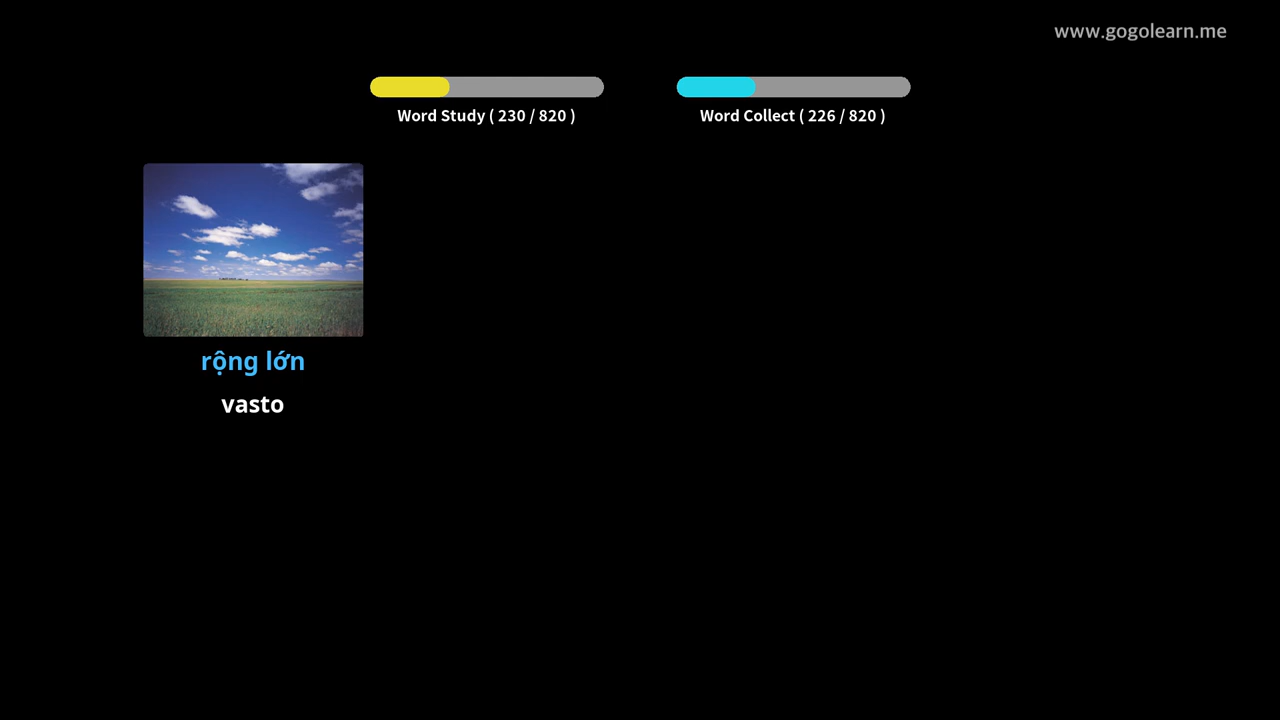 www.gogolearn.me
Word Study ( 230 / 820 )
Word Collect ( 226 / 820 )
rộng lớn
vasto